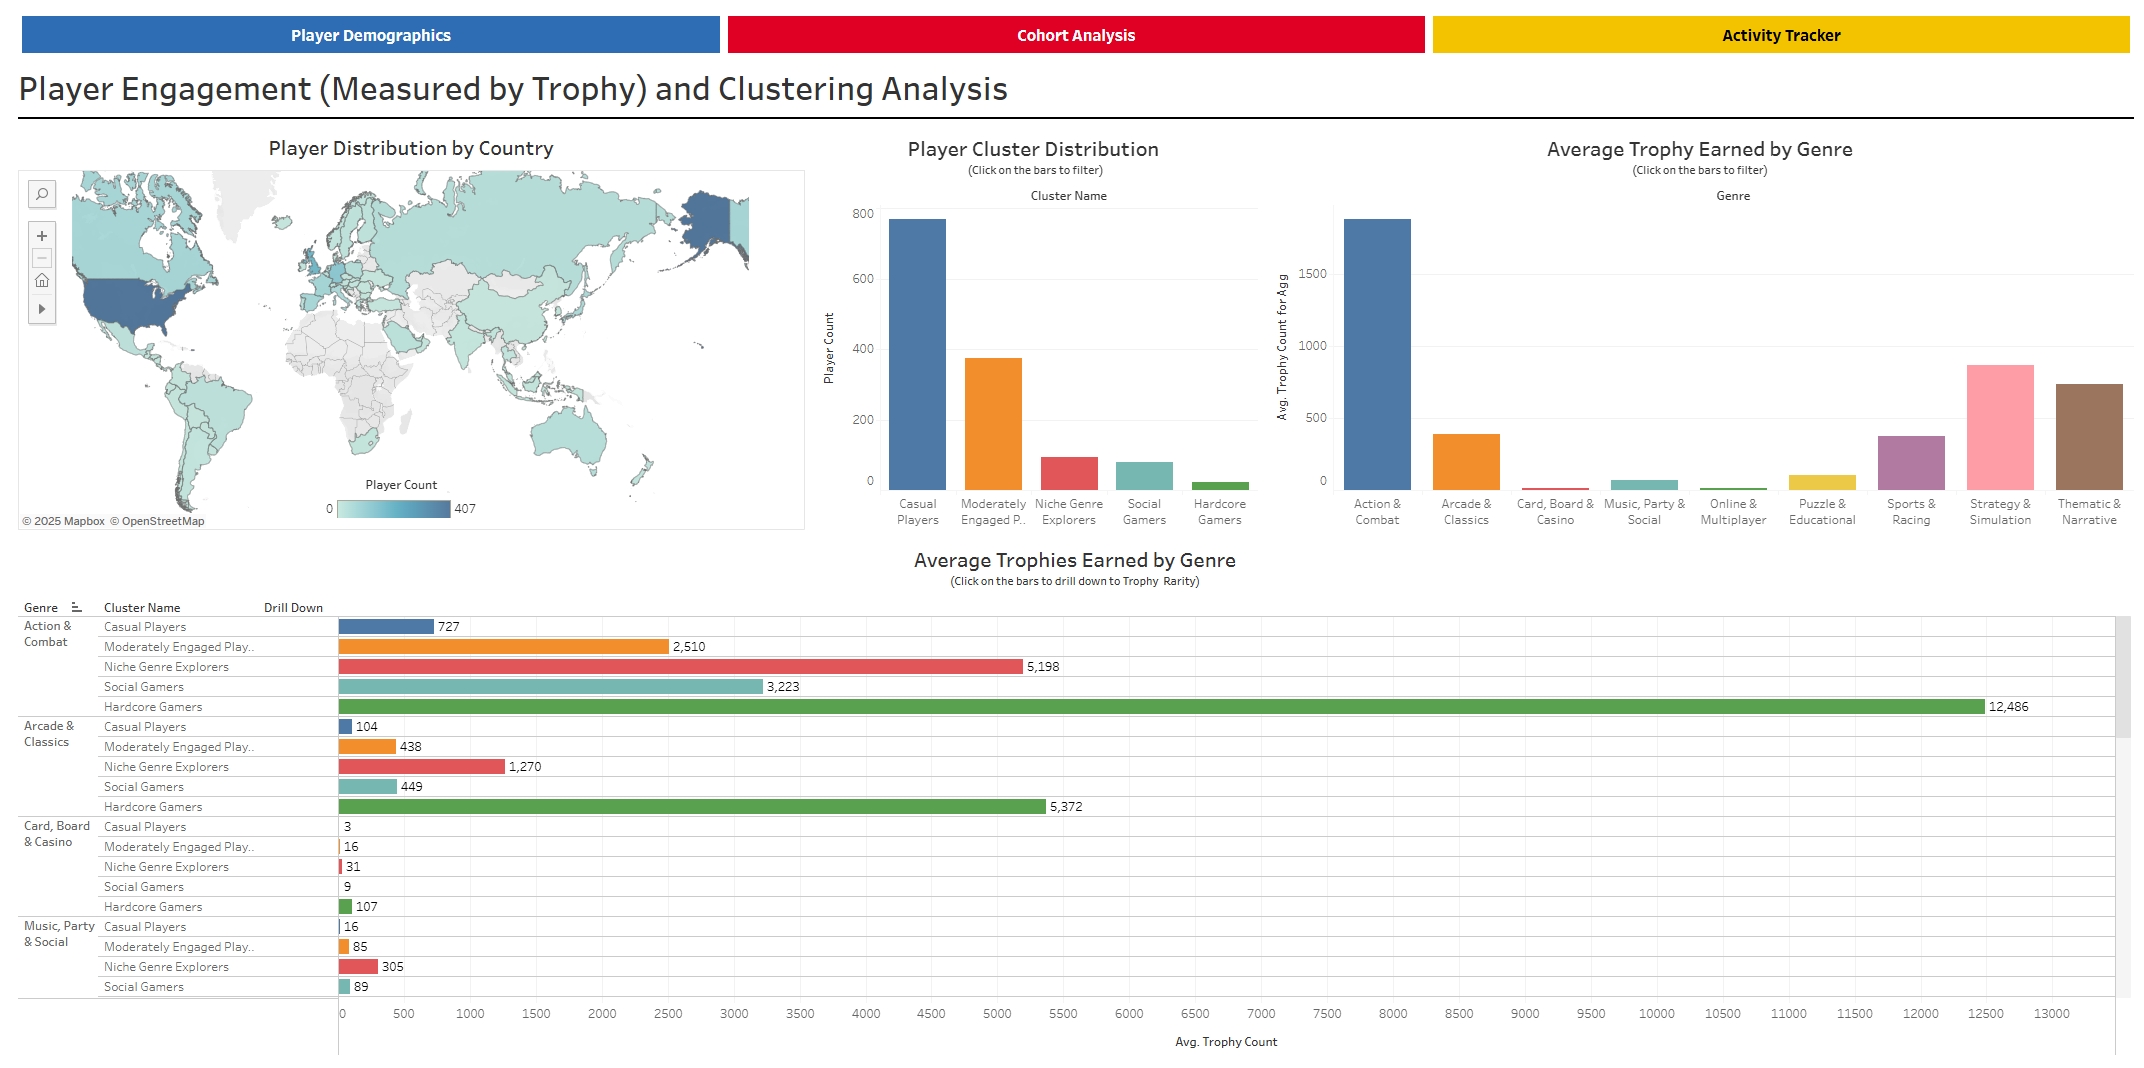 Player Demographics
Cohort Analysis
Activity Tracker
Player Engagement (Measured by Trophy) and Clustering Analysis
Player Distribution by Country
Player Count
0
407
© 2025 Mapbox © OpenStreetMap
Player Cluster Distribution
(Click on the bars to filter)
Cluster Name
Player Count
800
600
400
200
0
Casual Players
Moderately Engaged P..
Niche Genre Explorers
Social Gamers
Hardcore Gamers
Average Trophy Earned by Genre
(Click on the bars to filter)
Genre
Avg. Trophy Count for Agg
1500
1000
500
0
Action & Combat
Arcade & Classics
Card, Board & Casino
Music, Party & Social
Online & Multiplayer
Puzzle & Educational
Sports & Racing
Strategy & Simulation
Thematic & Narrative
Average Trophies Earned by Genre
(Click on the bars to drill down to Trophy Rarity)
Genre Cluster Name Drill Down
Action & Combat
Casual Players 727
Moderately Engaged Play.. 2,510
Niche Genre Explorers 5,198
Social Gamers 3,223
Hardcore Gamers 12,486
Arcade & Classics
Casual Players 104
Moderately Engaged Play.. 438
Niche Genre Explorers 1,270
Social Gamers 449
Hardcore Gamers 5,372
Card, Board & Casino
Casual Players 3
Moderately Engaged Play.. 16
Niche Genre Explorers 31
Social Gamers 9
Hardcore Gamers 107
Music, Party & Social
Casual Players 16
Moderately Engaged Play.. 85
Niche Genre Explorers 305
Social Gamers 89
0 500 1000 1500 2000 2500 3000 3500 4000 4500 5000 5500 6000 6500 7000 7500 8000 8500 9000 9500 10000 10500 11000 11500 12000 12500 13000
Avg. Trophy Count